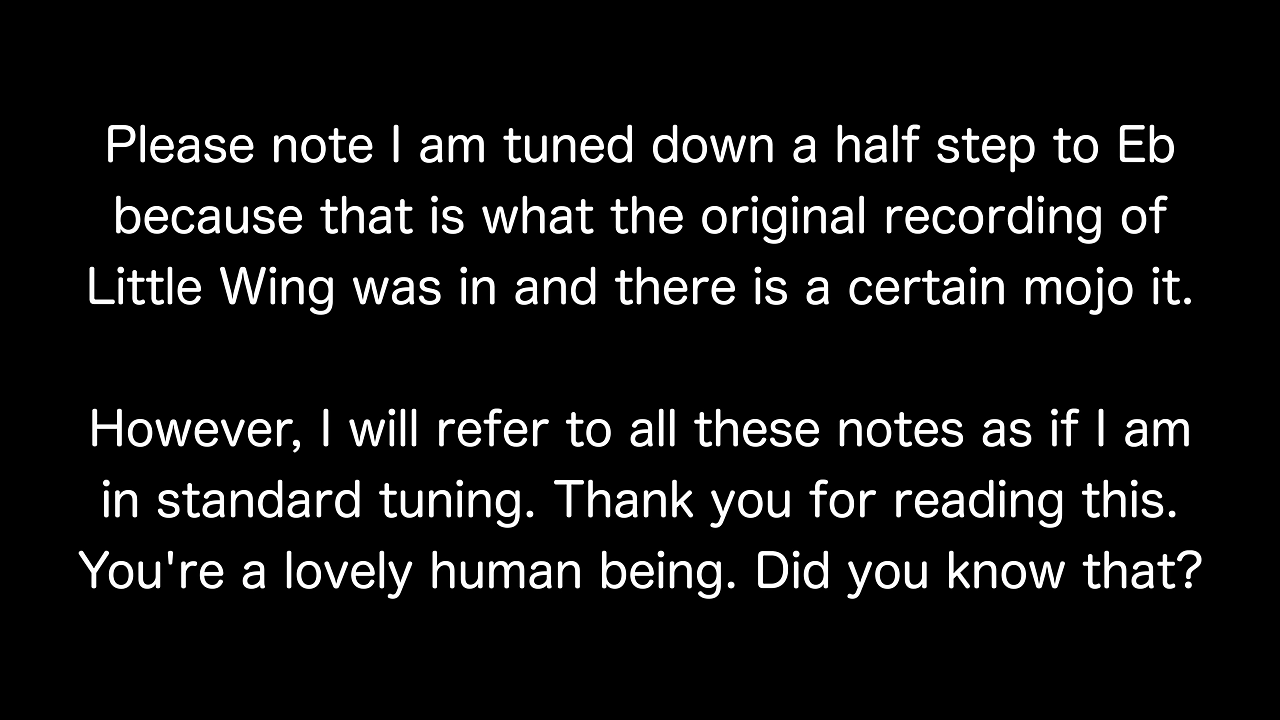 Please note I am tuned down a half step to Eb
because that is what the original recording of
Little Wing was in and there is a certain mojo it.
However, I will refer to all these notes as if I am
in standard tuning. Thank you for reading this.
You're a lovely human being. Did you know that?